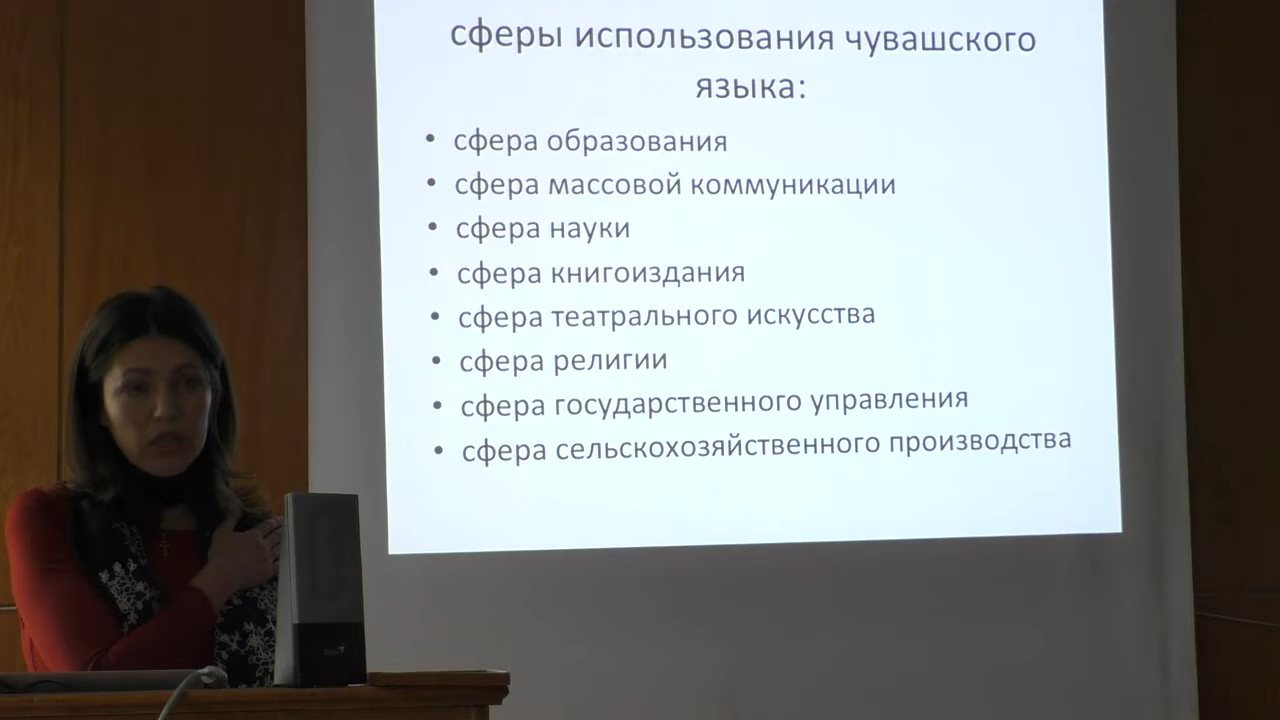 сферы использования чувашского
языка:
• сфера образования
• сфера массовой коммуникации
• сфера науки
• сфера книгоиздания
• сфера театрального искусства
• сфера религии
• сфера государственного управления
• сфера сельскохозяйственного производства